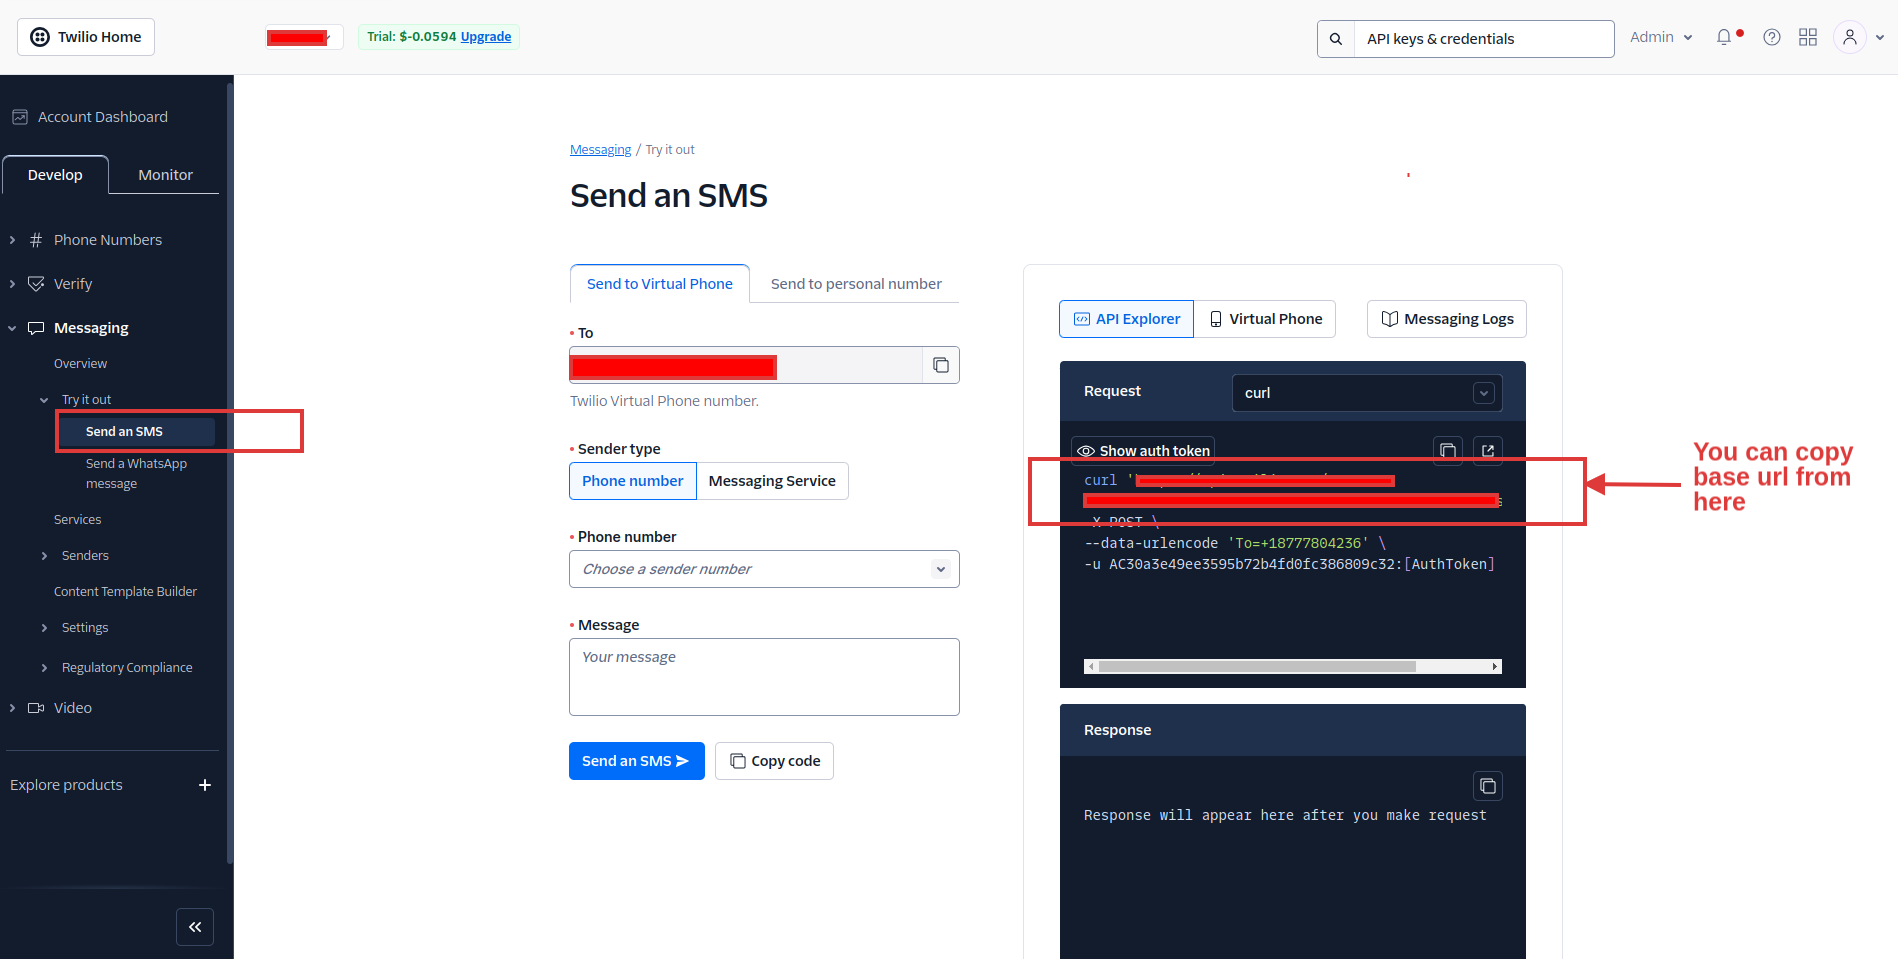 Twilio Home
Trial: $-0.0594 Upgrade
API keys & credentials
Admin
Account Dashboard
Develop
Monitor
Phone Numbers
Verify
Messaging
Overview
Try it out
Send an SMS
Send a WhatsApp
message
Services
Senders
Content Template Builder
Settings
Regulatory Compliance
Video
Explore products
Messaging / Try it out
Send an SMS
Send to Virtual Phone
Send to personal number
To
Twilio Virtual Phone number.
Sender type
Phone number
Messaging Service
Phone number
Choose a sender number
Message
Your message
Send an SMS
Copy code
API Explorer
Virtual Phone
Messaging Logs
Request
curl
Show auth token
curl '
-X POST \
--data-urlencode 'To=+18777804236' \
-u AC30a3e49ee3595b72b4fd0fc386809c32:[AuthToken]
Response
Response will appear here after you make request
You can copy
base url from
here